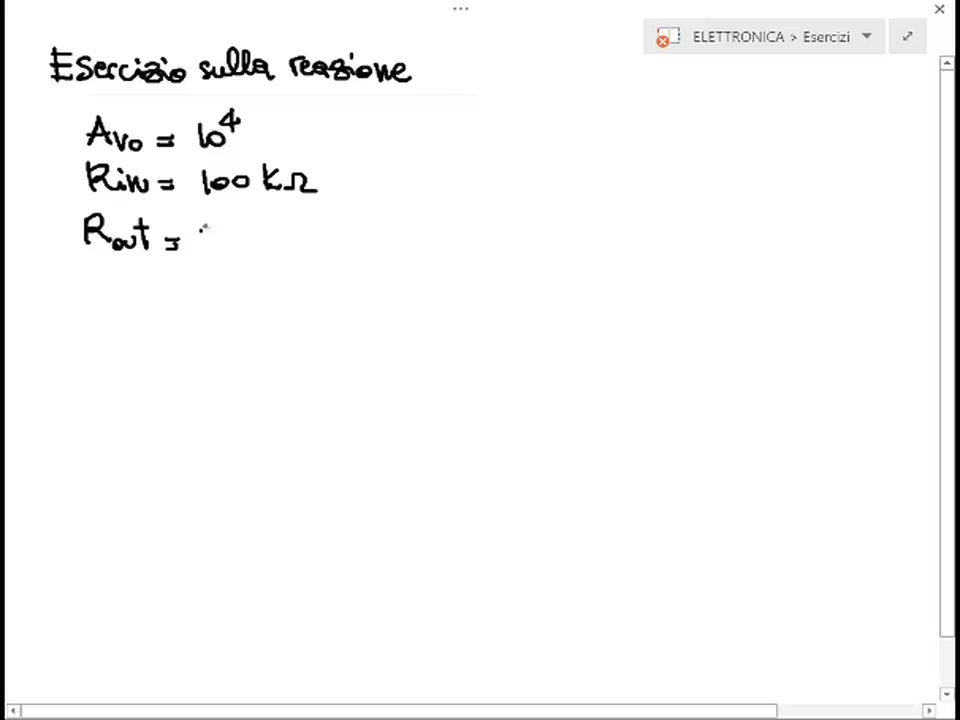 ELETTRONICA > Esercizi
Esercizio sulla reazione
Avo = 10⁴
Rin = 100 kΩ
Rout =